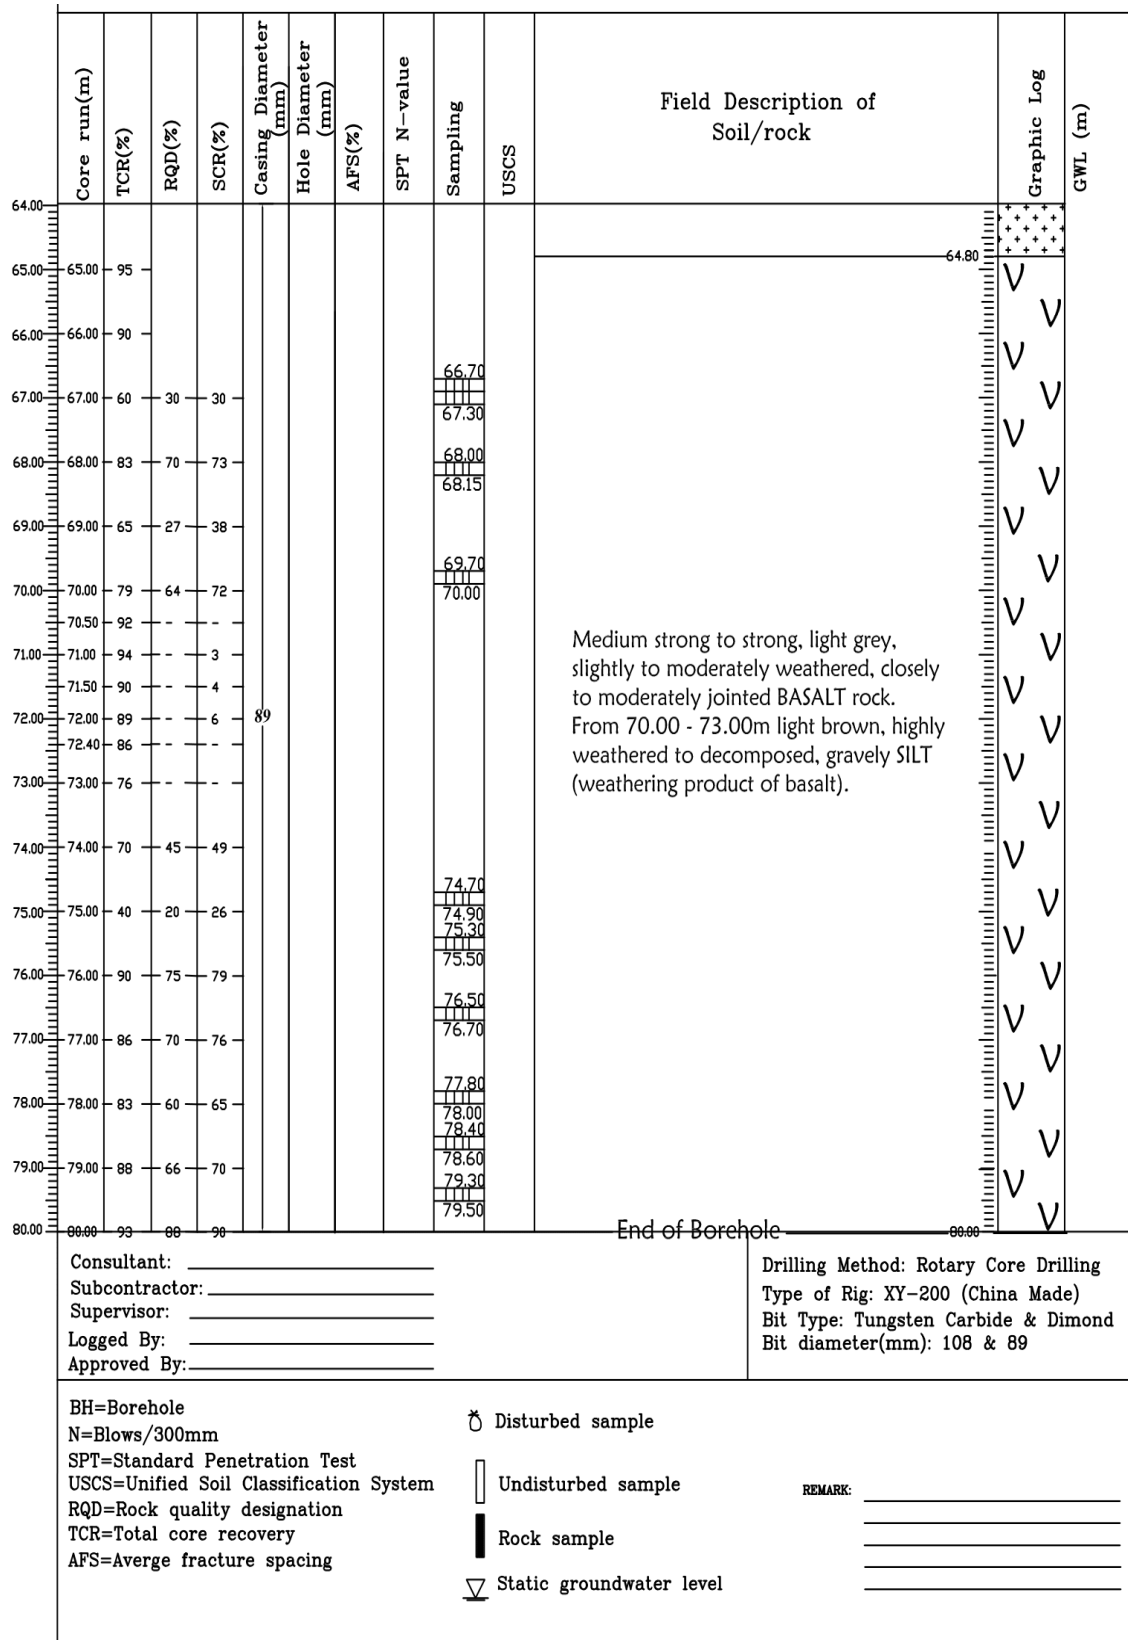 Core run(m)
TCR(%)
RQD(%)
SCR(%)
Casing Diameter
(mm)
Hole Diameter
(mm)
AFS(%)
SPT N-value
Sampling
USCS
Field Description of
Soil/rock
Graphic Log
GWL (m)
64.00
64.80
65.00 65.00 95
66.00 66.00 90
66.70
67.00 67.00 60 30 30
67.30
68.00
68.00 68.00 83 70 73
68.15
69.00 69.00 65 27 38
69.70
70.00 70.00 79 64 72
70.00
70.50 92 - -
71.00 71.00 94 - 3
71.50 90 - 4
72.00 72.00 89 - 6
89
72.40 86 - -
73.00 73.00 76 - -
Medium strong to strong, light grey,
slightly to moderately weathered, closely
to moderately jointed BASALT rock.
From 70.00 - 73.00m light brown, highly
weathered to decomposed, gravely SILT
(weathering product of basalt).
74.00 74.00 70 45 49
74.70
75.00 75.00 40 20 26
74.90
75.30
75.50
76.00 76.00 90 75 79
76.50
76.70
77.00 77.00 86 70 76
77.80
78.00 78.00 83 60 65
78.00
78.40
78.60
79.00 79.00 88 66 70
79.30
79.50
80.00 80.00 93 88 90 End of Borehole 80.00
Consultant:
Subcontractor:
Supervisor:
Logged By:
Approved By:
Drilling Method: Rotary Core Drilling
Type of Rig: XY-200 (China Made)
Bit Type: Tungsten Carbide & Dimond
Bit diameter(mm): 108 & 89
BH=Borehole
N=Blows/300mm
SPT=Standard Penetration Test
USCS=Unified Soil Classification System
RQD=Rock quality designation
TCR=Total core recovery
AFS=Averge fracture spacing
Disturbed sample
Undisturbed sample
Rock sample
Static groundwater level
REMARK: